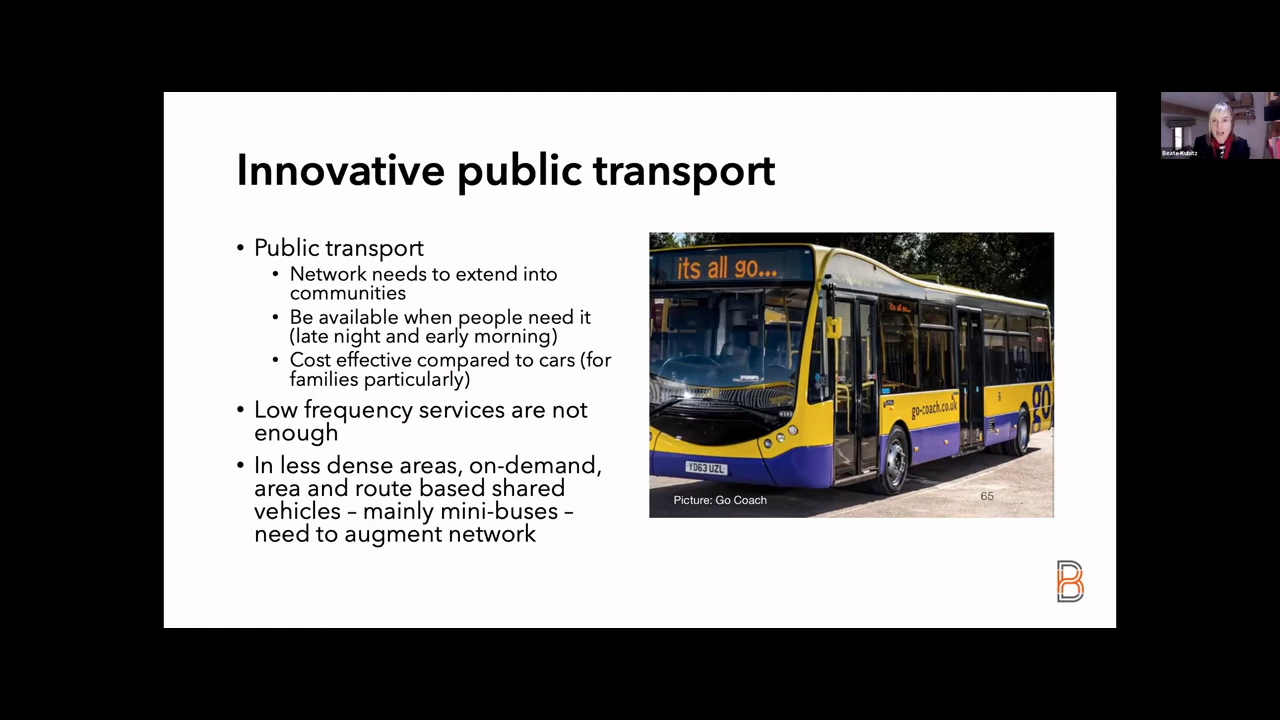 Innovative public transport
• Public transport
• Network needs to extend into
communities
• Be available when people need it
(late night and early morning)
• Cost effective compared to cars (for
families particularly)
• Low frequency services are not
enough
• In less dense areas, on-demand,
area and route based shared
vehicles – mainly mini-buses –
need to augment network
its all go...
go-coach.co.uk
go
YD63 UZL
Picture: Go Coach
65
B
Beate Kubitz